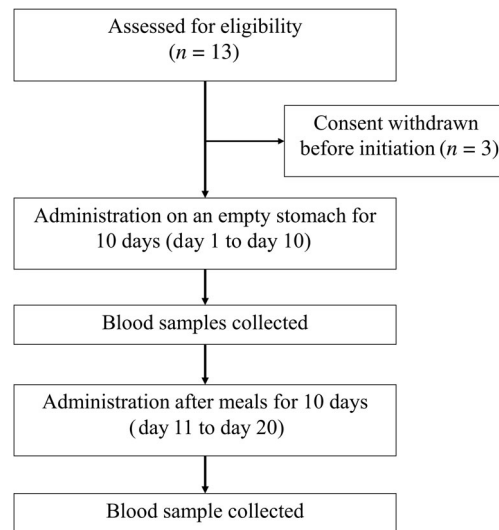 Assessed for eligibility
(n = 13)
Consent withdrawn
before initiation (n = 3)
Administration on an empty stomach for
10 days (day 1 to day 10)
Blood samples collected
Administration after meals for 10 days
(day 11 to day 20)
Blood sample collected